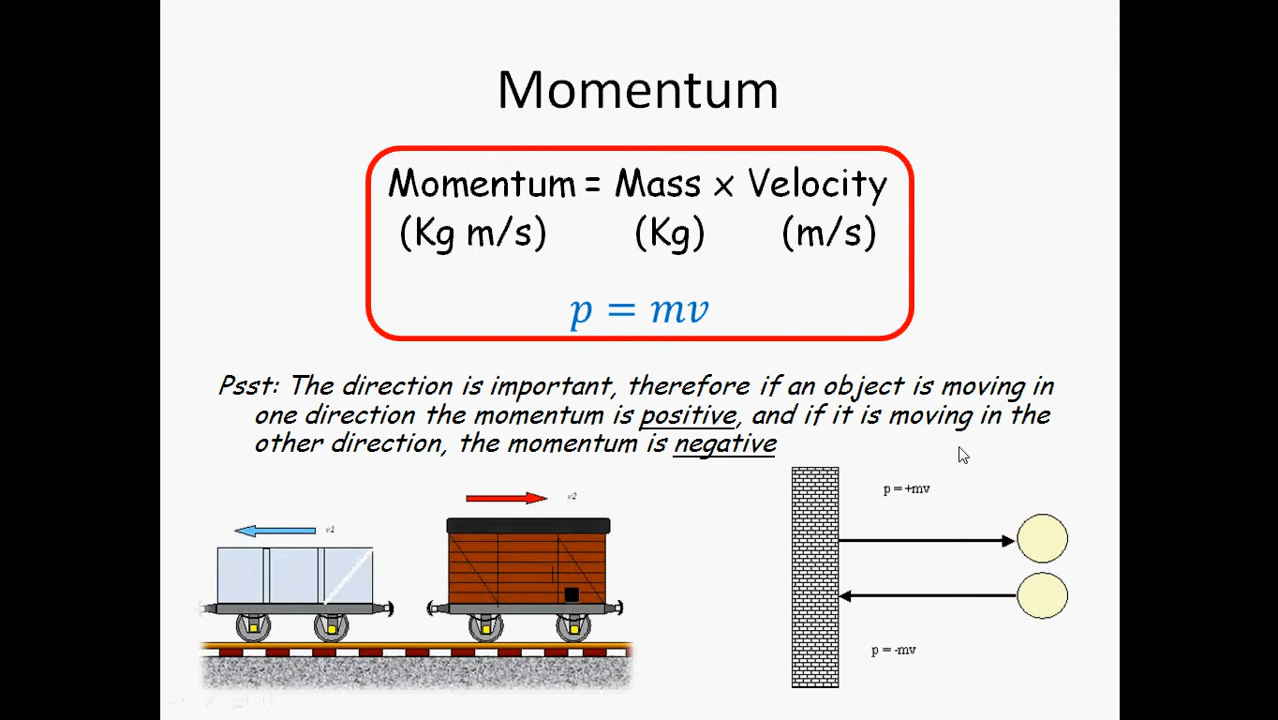 Momentum
Momentum = Mass x Velocity
(Kg m/s) (Kg) (m/s)
p = mv
Psst: The direction is important, therefore if an object is moving in
one direction the momentum is positive, and if it is moving in the
other direction, the momentum is negative
v1
v2
p = +mv
p = -mv